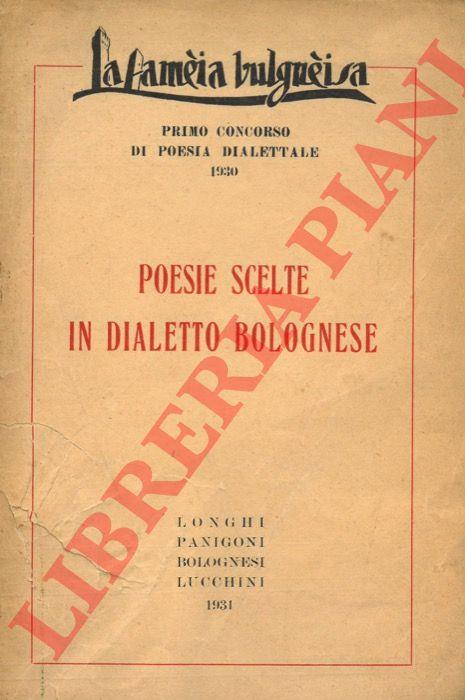 La famèia bulgnèisa
PRIMO CONCORSO
DI POESIA DIALETTALE
1930
POESIE SCELTE
IN DIALETTO BOLOGNESE
LONGHI
PANIGONI
BOLOGNESI
LUCCHINI
1931
LIBRERIA PIANI